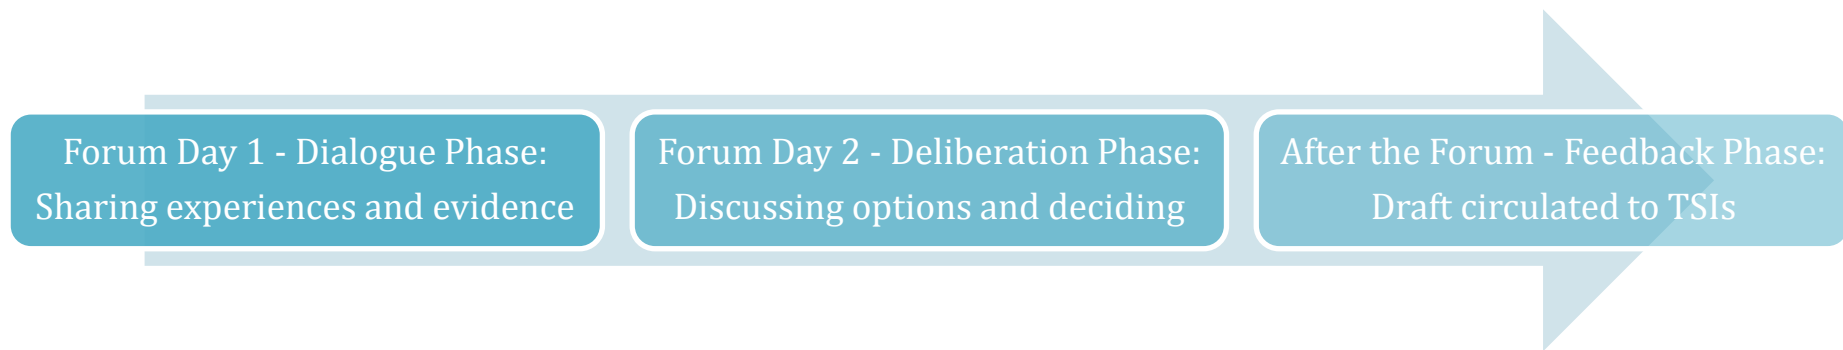 Forum Day 1 - Dialogue Phase:
Sharing experiences and evidence
Forum Day 2 - Deliberation Phase:
Discussing options and deciding
After the Forum - Feedback Phase:
Draft circulated to TSIs